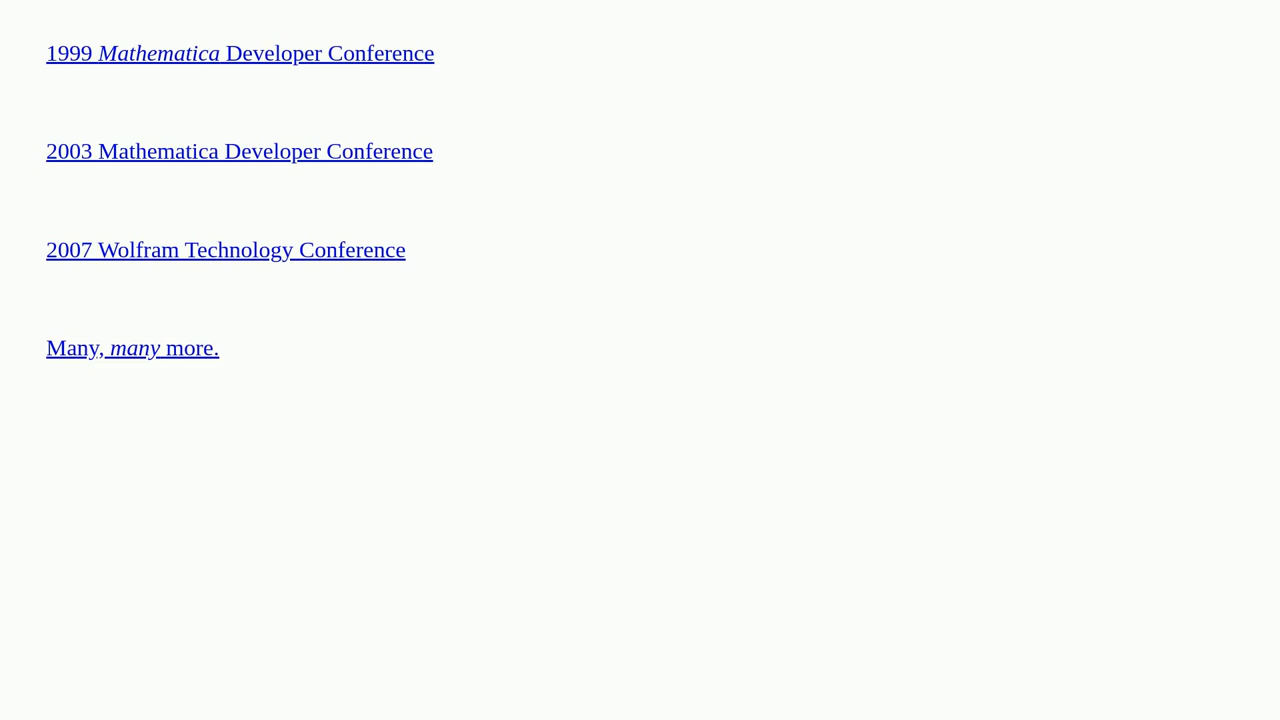 1999 Mathematica Developer Conference
2003 Mathematica Developer Conference
2007 Wolfram Technology Conference
Many, many more.